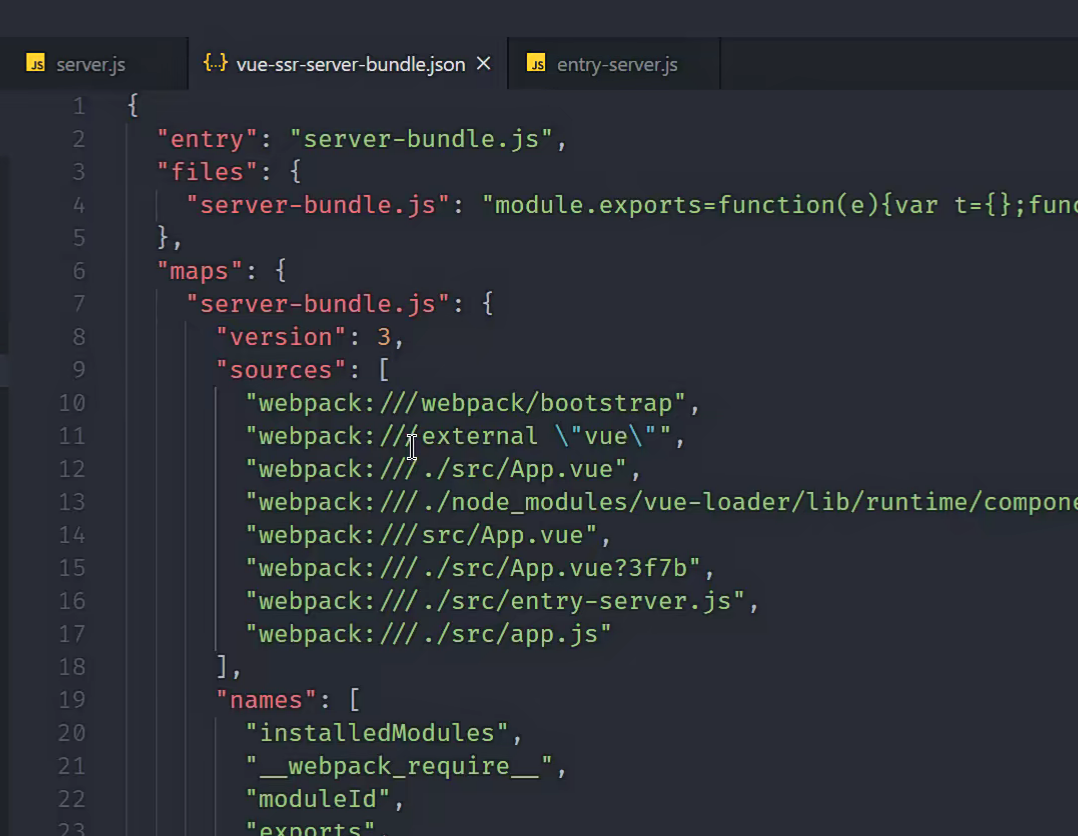 JS server.js {..} vue-ssr-server-bundle.json × JS entry-server.js
1 {
2 "entry": "server-bundle.js",
3 "files": {
4 "server-bundle.js": "module.exports=function(e){var t={};func
5 },
6 "maps": {
7 "server-bundle.js": {
8 "version": 3,
9 "sources": [
10 "webpack:///webpack/bootstrap",
11 "webpack:///external \"vue\"",
12 "webpack:///./src/App.vue",
13 "webpack:///./node_modules/vue-loader/lib/runtime/compone
14 "webpack:///src/App.vue",
15 "webpack:///./src/App.vue?3f7b",
16 "webpack:///./src/entry-server.js",
17 "webpack:///./src/app.js"
18 ],
19 "names": [
20 "installedModules",
21 "__webpack_require__",
22 "moduleId",
23 "exports",